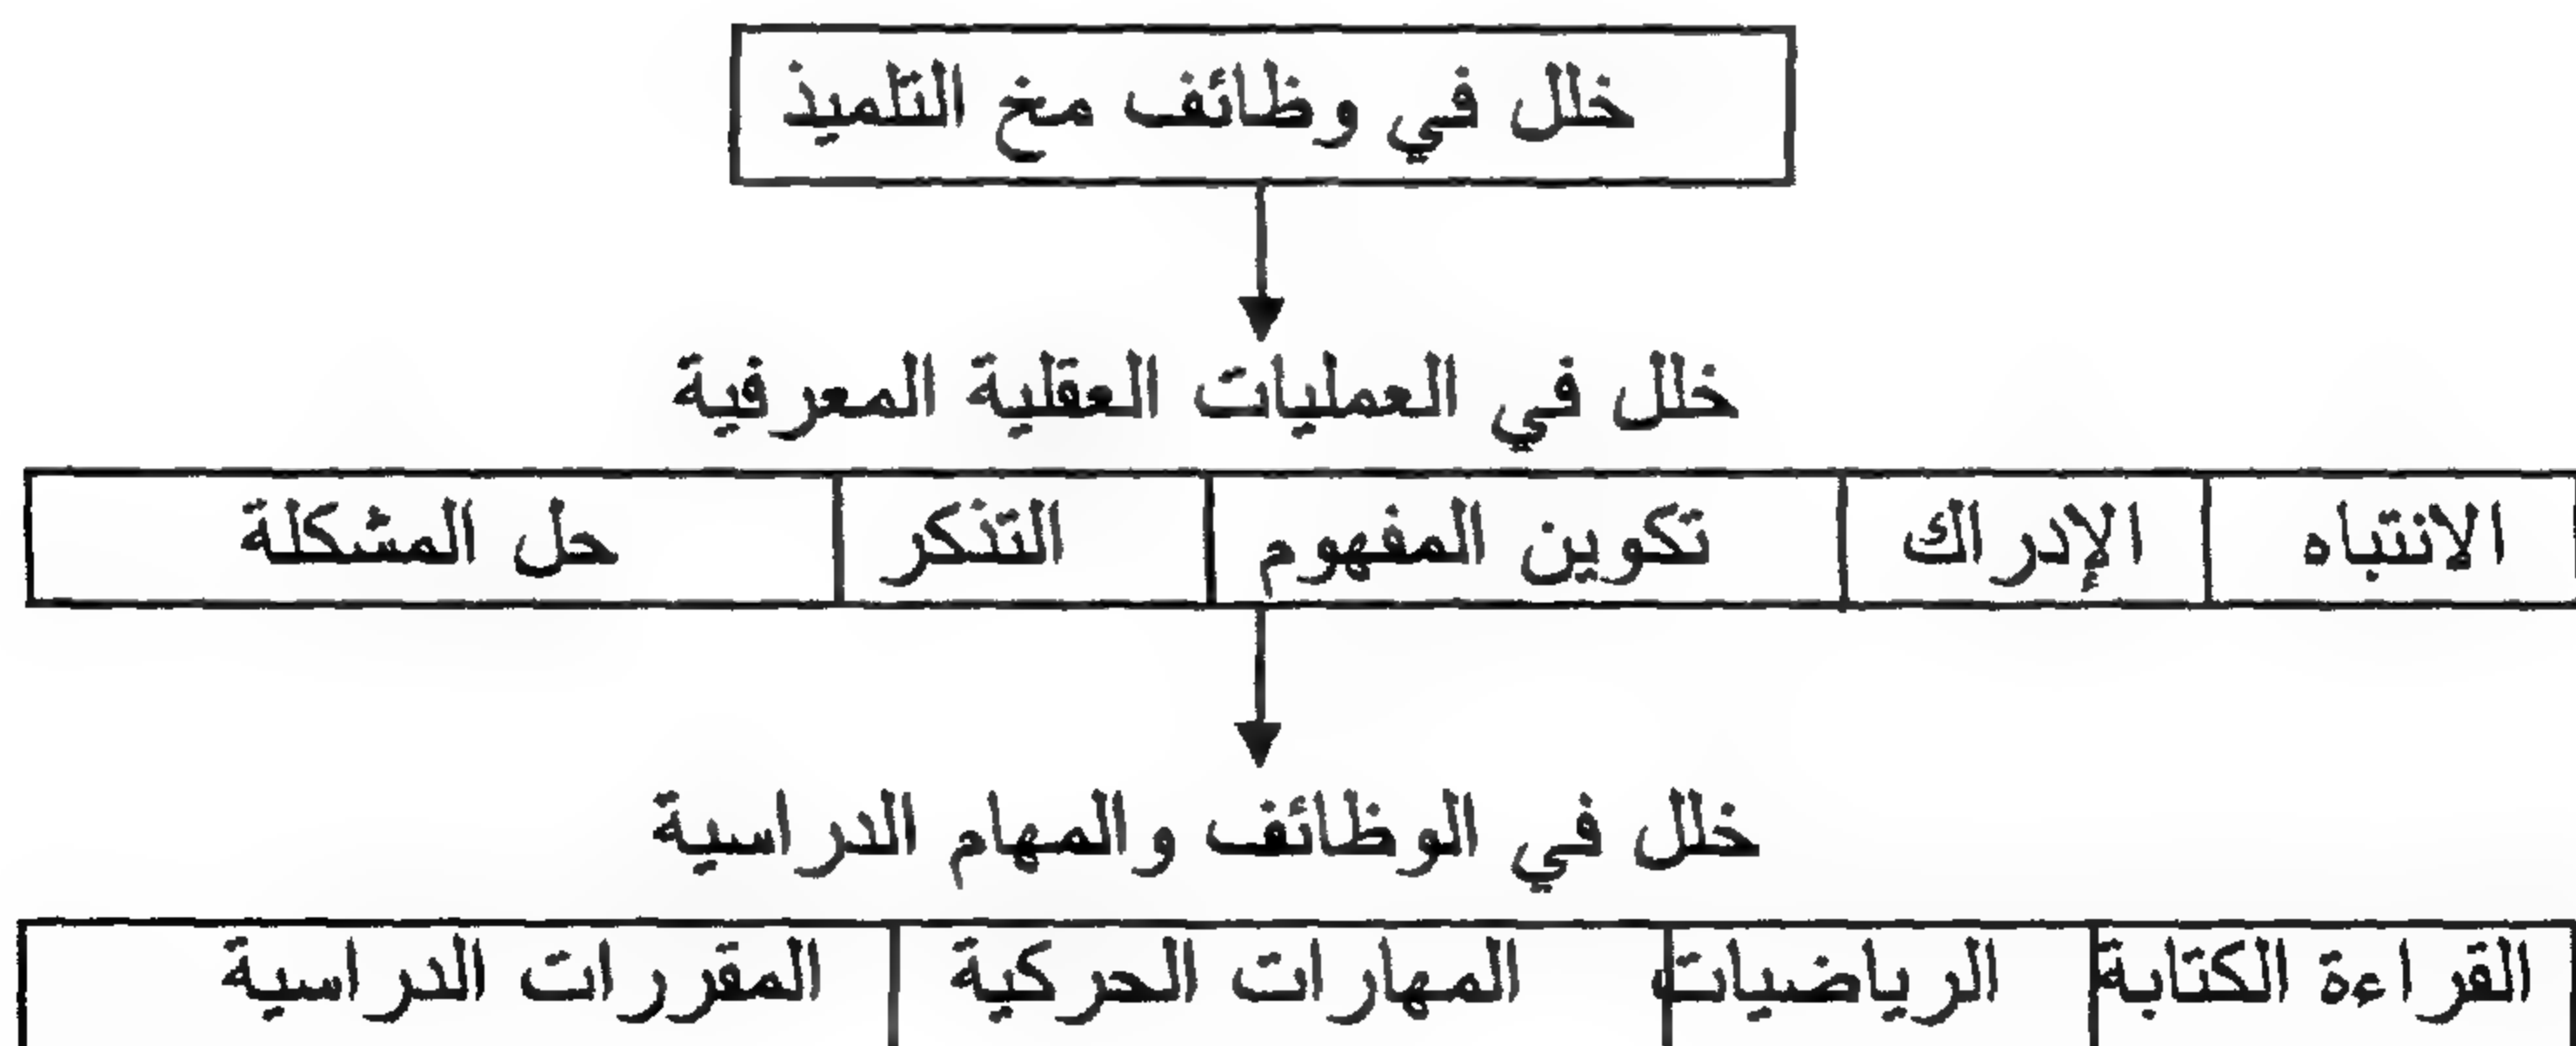 خلل في وظائف مخ التلميذ
خلل في العمليات العقلية المعرفية
الانتباه الإدراك تكوين المفهوم التذكر حل المشكلة
خلل في الوظائف والمهام الدراسية
القراءة الكتابة الرياضيات المهارات الحركية المقررات الدراسية